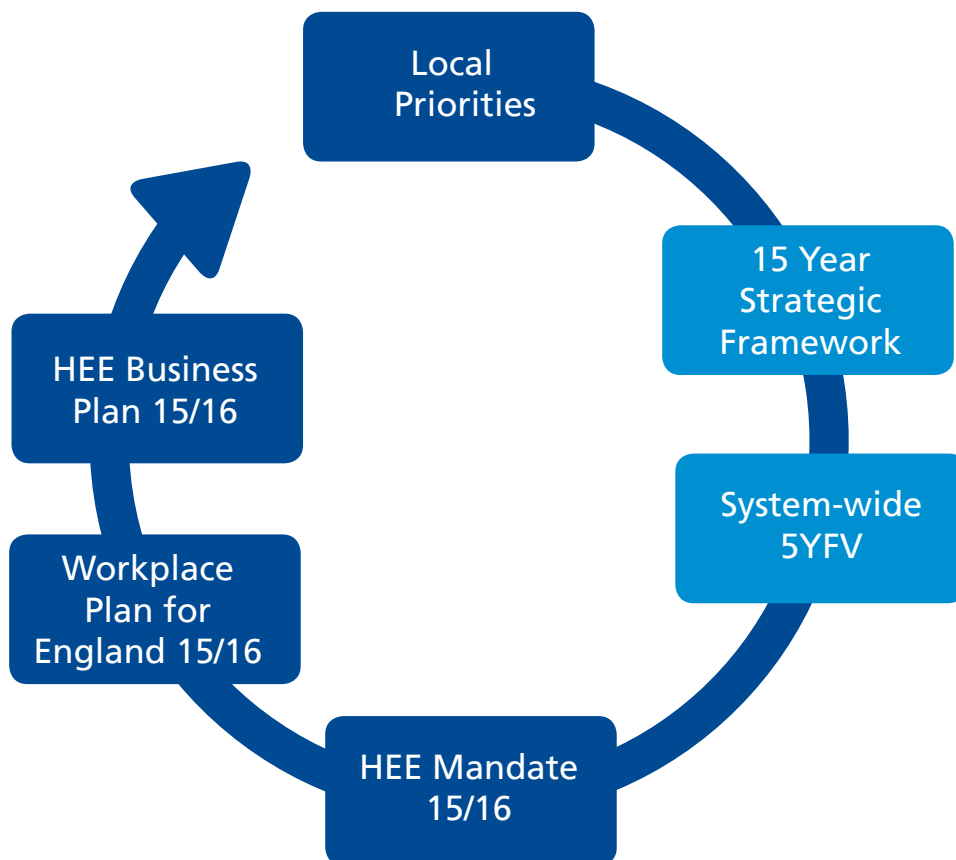 Local
Priorities
15 Year
Strategic
Framework
System-wide
5YFV
HEE Mandate
15/16
Workplace
Plan for
England 15/16
HEE Business
Plan 15/16